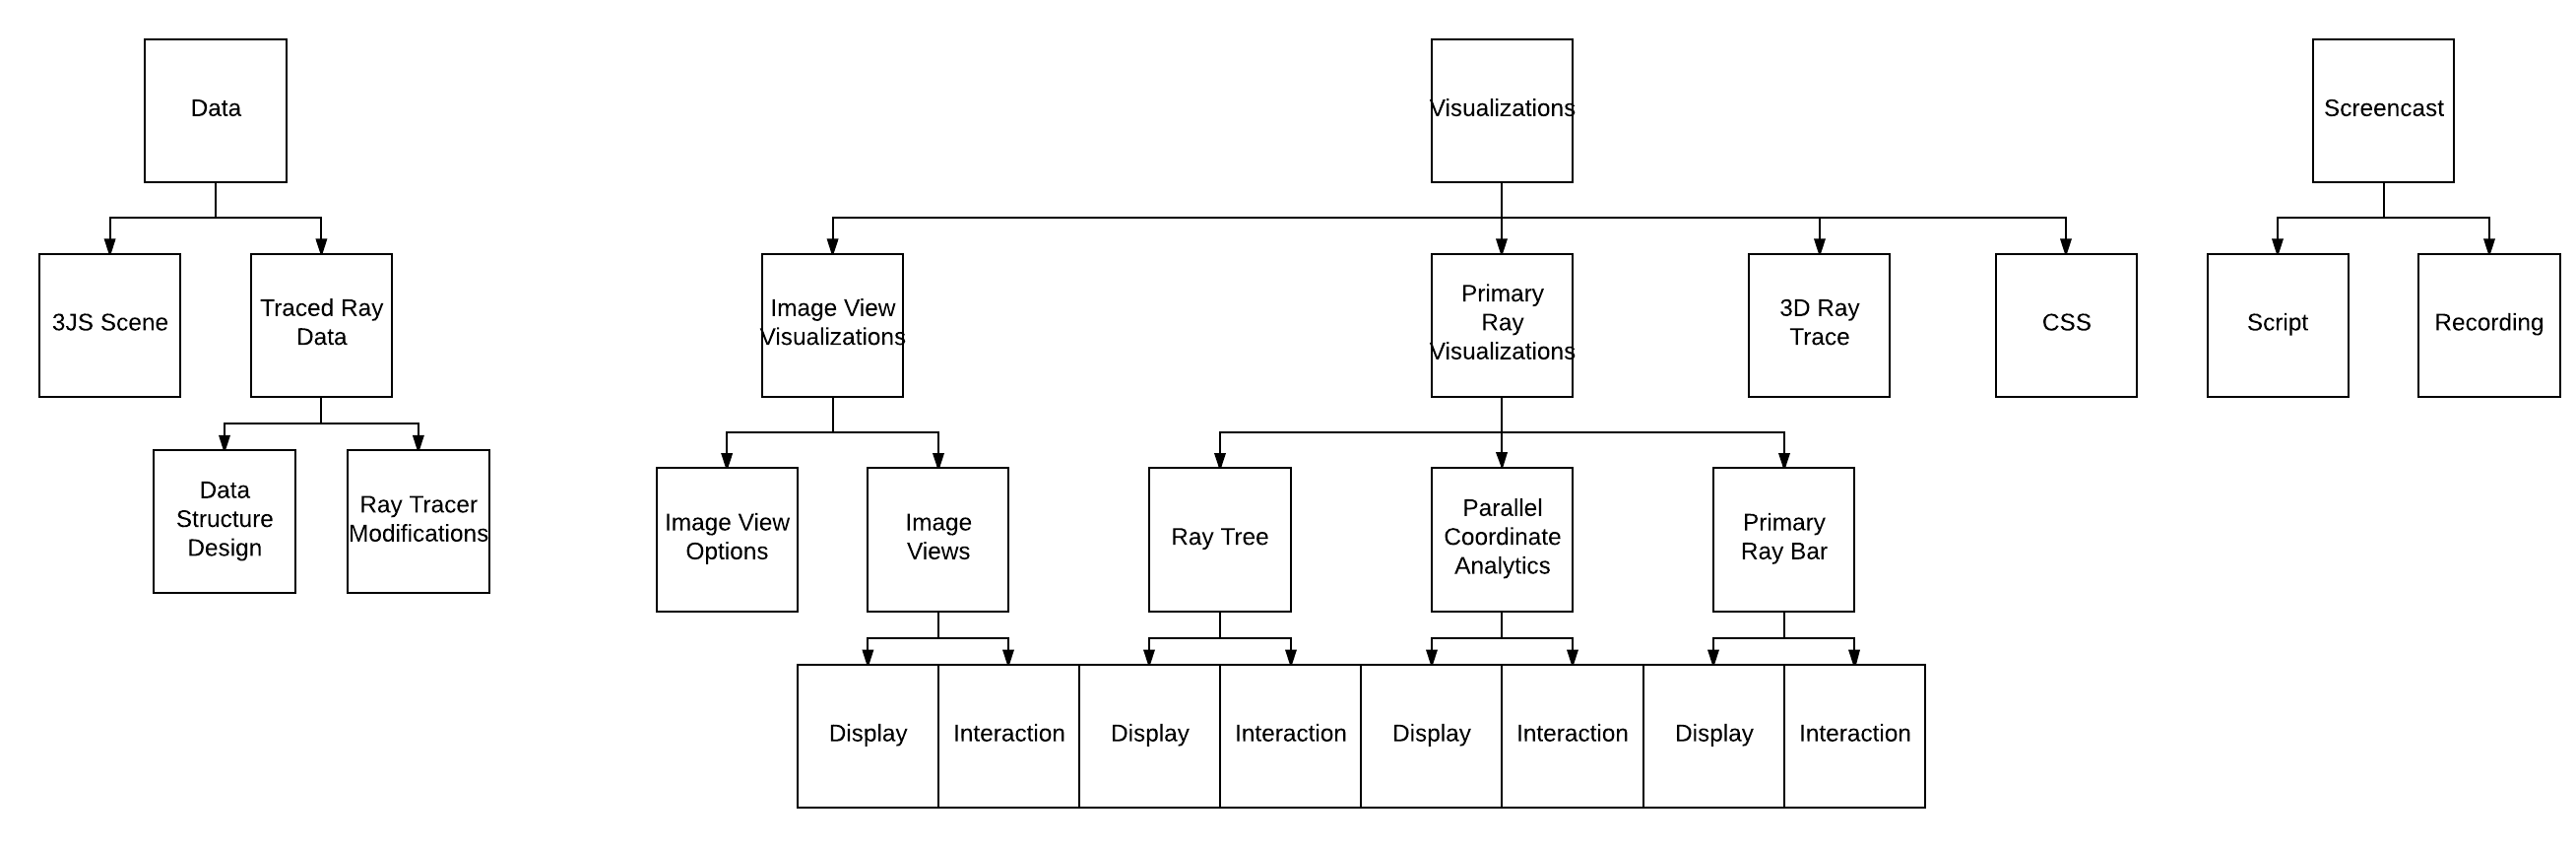 Data
Visualizations
Screencast
3JS Scene
Traced Ray
Data
Image View
Visualizations
Primary
Ray
Visualizations
3D Ray
Trace
CSS
Script
Recording
Data
Structure
Design
Ray Tracer
Modifications
Image View
Options
Image
Views
Ray Tree
Parallel
Coordinate
Analytics
Primary
Ray Bar
Display
Interaction
Display
Interaction
Display
Interaction
Display
Interaction